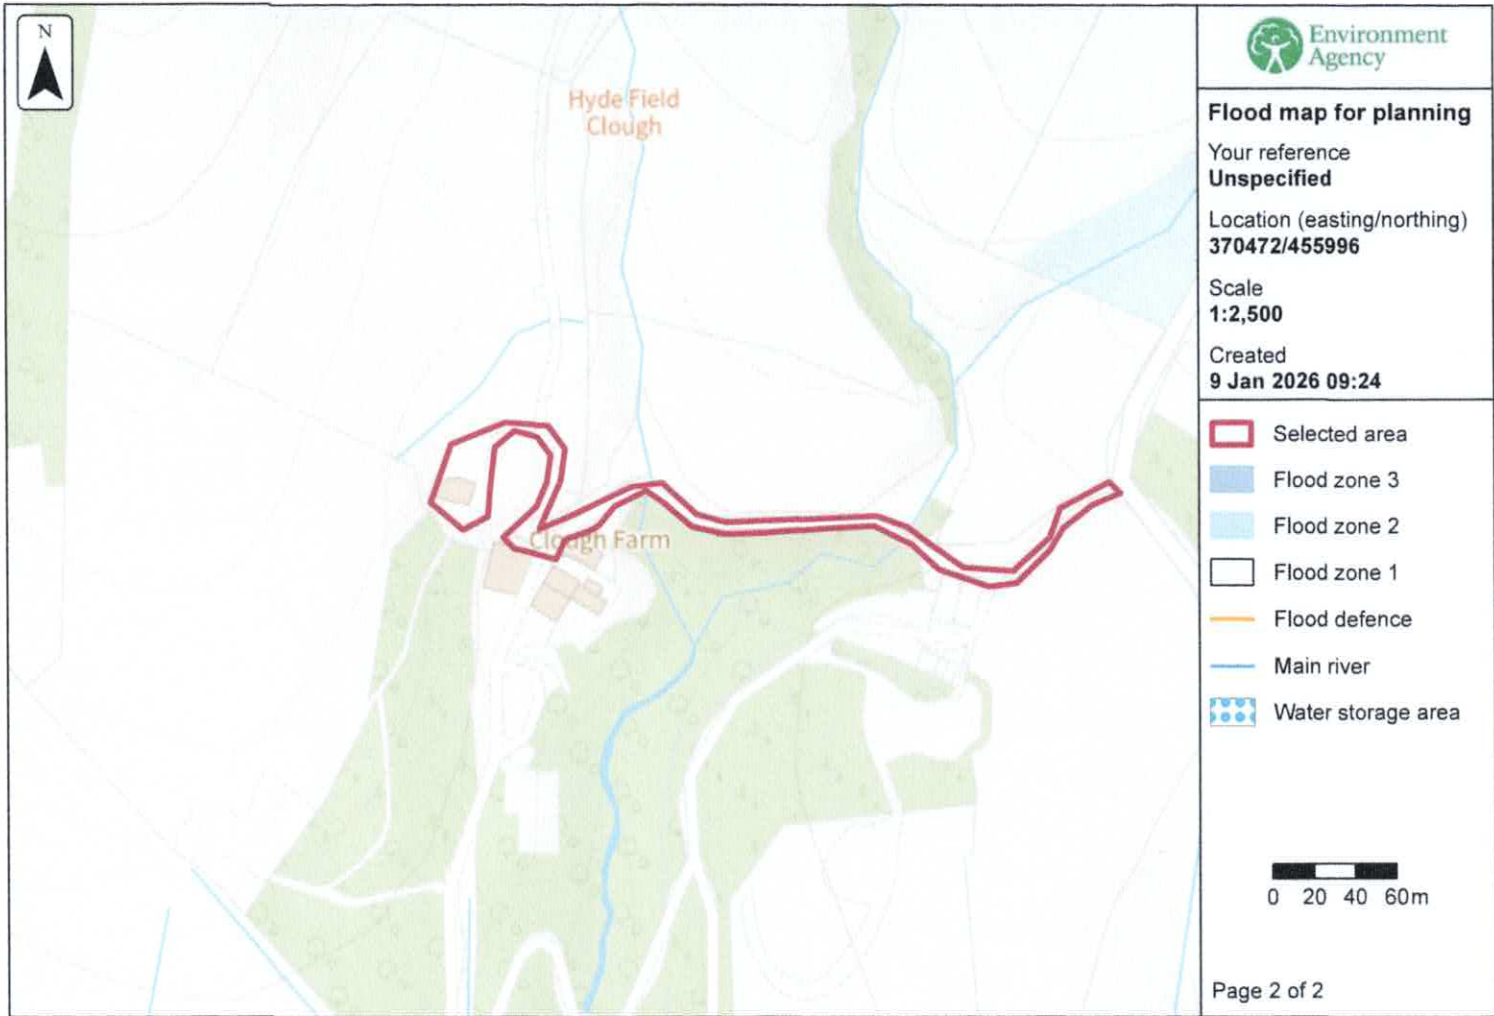 N
Hyde Field
Clough
Clough Farm
Environment
Agency
Flood map for planning
Your reference
Unspecified
Location (easting/northing)
370472/455996
Scale
1:2,500
Created
9 Jan 2026 09:24
Selected area
Flood zone 3
Flood zone 2
Flood zone 1
Flood defence
Main river
Water storage area
0 20 40 60m
Page 2 of 2